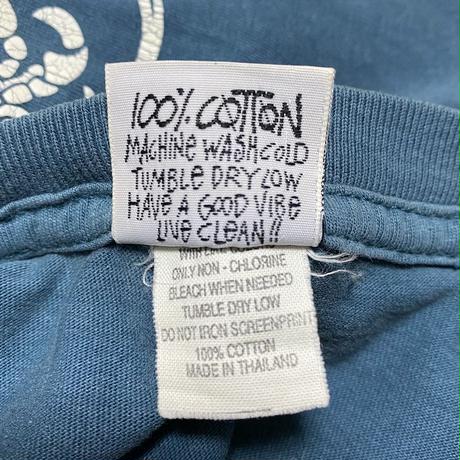 100% COTTON
MACHINE WASH COLD
TUMBLE DRY LOW
HAVE A GOOD VIBE
LIVE CLEAN!!
ONLY NON - CHLORINE
BLEACH WHEN NEEDED
TUMBLE DRY LOW
DO NOT IRON SCREENPRINT
100% COTTON
MADE IN THAILAND